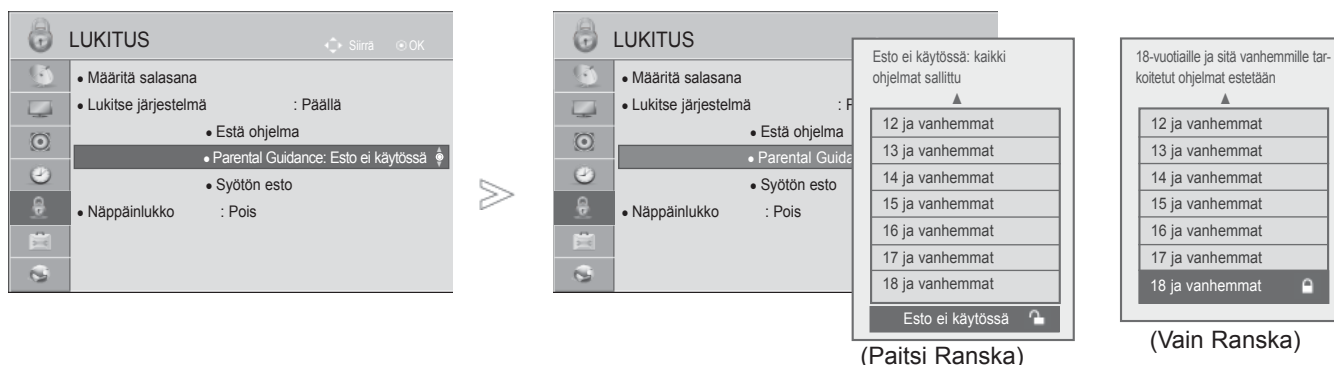 LUKITUS
Siirrä OK
• Määritä salasana
• Lukitse järjestelmä : Päällä
• Estä ohjelma
• Parental Guidance: Esto ei käytössä
• Syötön esto
• Näppäinlukko : Pois
LUKITUS
• Määritä salasana
• Lukitse järjestelmä : P
• Estä ohjelma
• Parental Guida
• Syötön esto
• Näppäinlukko : Pois
Esto ei käytössä: kaikki
ohjelmat sallittu
12 ja vanhemmat
13 ja vanhemmat
14 ja vanhemmat
15 ja vanhemmat
16 ja vanhemmat
17 ja vanhemmat
18 ja vanhemmat
Esto ei käytössä
(Paitsi Ranska)
18-vuotiaille ja sitä vanhemmille tar-
koitetut ohjelmat estetään
12 ja vanhemmat
13 ja vanhemmat
14 ja vanhemmat
15 ja vanhemmat
16 ja vanhemmat
17 ja vanhemmat
18 ja vanhemmat
(Vain Ranska)